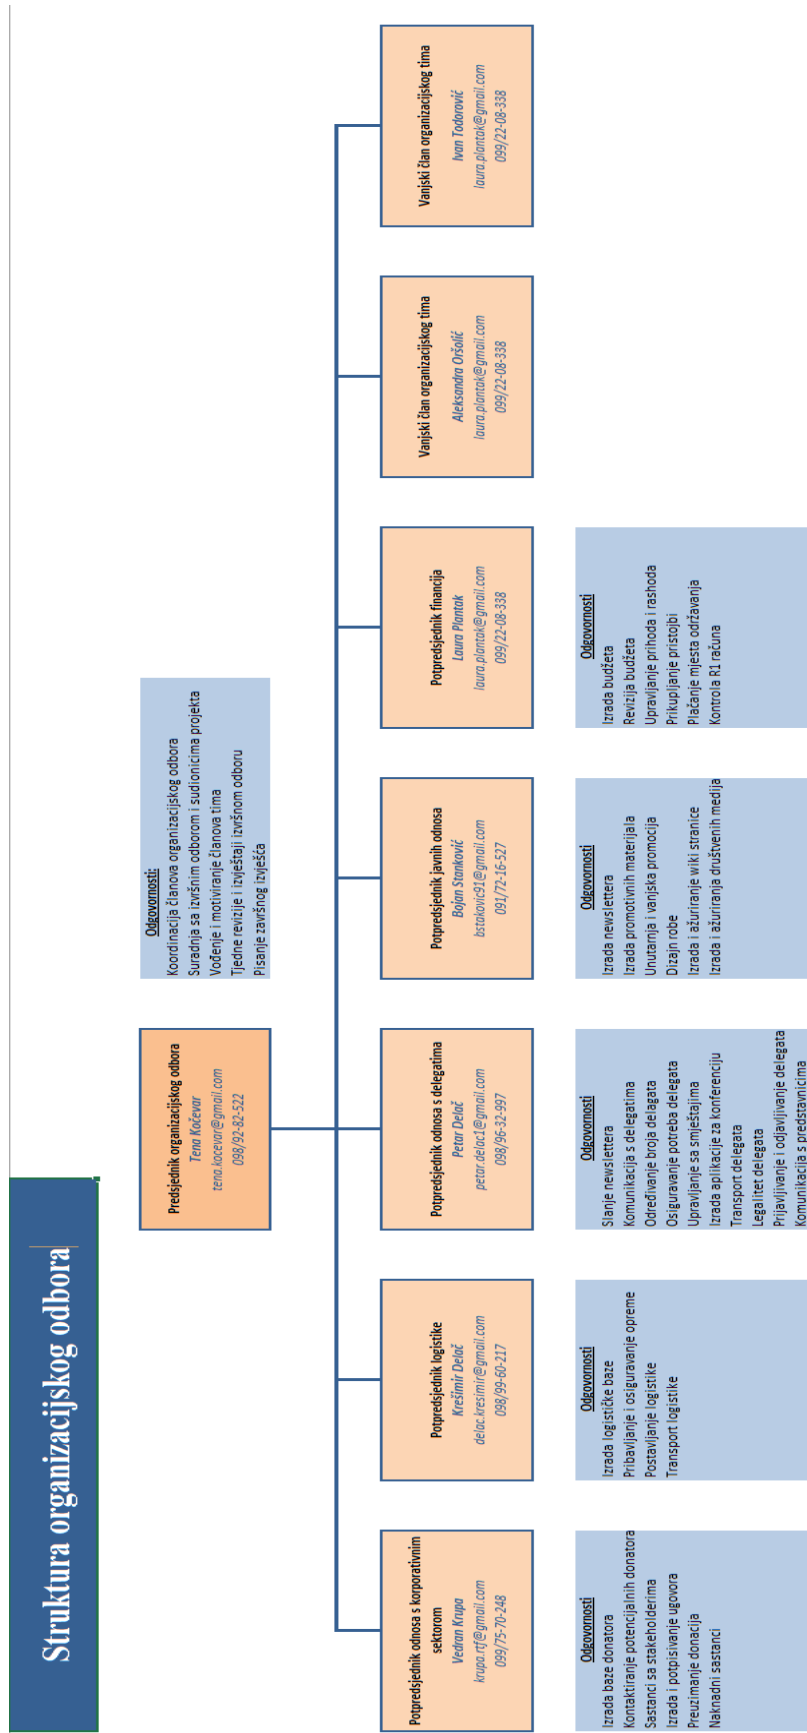 Struktura organizacijskog odbora
Predsjednik organizacijskog odbora
Tena Kočevar
tena.kocevar@gmail.com
098/92-82-522
Odgovornosti:
Koordinacija članova organizacijskog odbora
Suradnja sa izvršnim odborom i sudionicima projekta
Vođenje i motiviranje članova tima
Tjedne revizije i izvještaji izvršnom odboru
Pisanje završnog izvješća
Potpredsjednik odnosa s korporativnim
sektorom
Vedran Krupa
krupa.rtf@gmail.com
099/75-70-248
Potpredsjednik logistike
Krešimir Delač
delac.kresimir@gmail.com
098/99-60-217
Potpredsjednik odnosa s delegatima
Petar Delač
petar.delac1@gmail.com
098/96-32-997
Potpredsjednik javnih odnosa
Bojan Stanković
bstakovic91@gmail.com
091/72-16-527
Potpredsjednik financija
Laura Plantak
laura.plantak@gmail.com
099/22-08-338
Vanjski član organizacijskog tima
Aleksandra Oršolić
laura.plantak@gmail.com
099/22-08-338
Vanjski član organizacijskog tima
Ivan Todorović
laura.plantak@gmail.com
099/22-08-338
Odgovornosti
Izrada baze donatora
Kontaktiranje potencijalnih donatora
Sastanci sa stakeholderima
Izrada i potpisivanje ugovora
Preuzimanje donacija
Naknadni sastanci
Odgovornosti
Izrada logističke baze
Pribavljanje i osiguravanje opreme
Postavljanje logistike
Transport logistike
Odgovornosti
Slanje newslettera
Komunikacija s delegatima
Određivanje broja delagata
Osiguravanje potreba delegata
Upravljanje sa smještajima
Izrada aplikacije za konferenciju
Transport delegata
Legalitet delegata
Prijavljivanje i odjavljivanje delegata
Komunikacija s predstavnicima
Odgovornosti
Izrada newslettera
Izrada promotivnih materijala
Unutarnja i vanjska promocija
Dizajn robe
Izrada i ažuriranje wiki stranice
Izrada i ažuriranja društvenih medija
Odgovornosti
Izrada budžeta
Revizija budžeta
Upravljanje prihoda i rashoda
Prikupljanje pristojbi
Plaćanje mjesta održavanja
Kontrola R1 računa